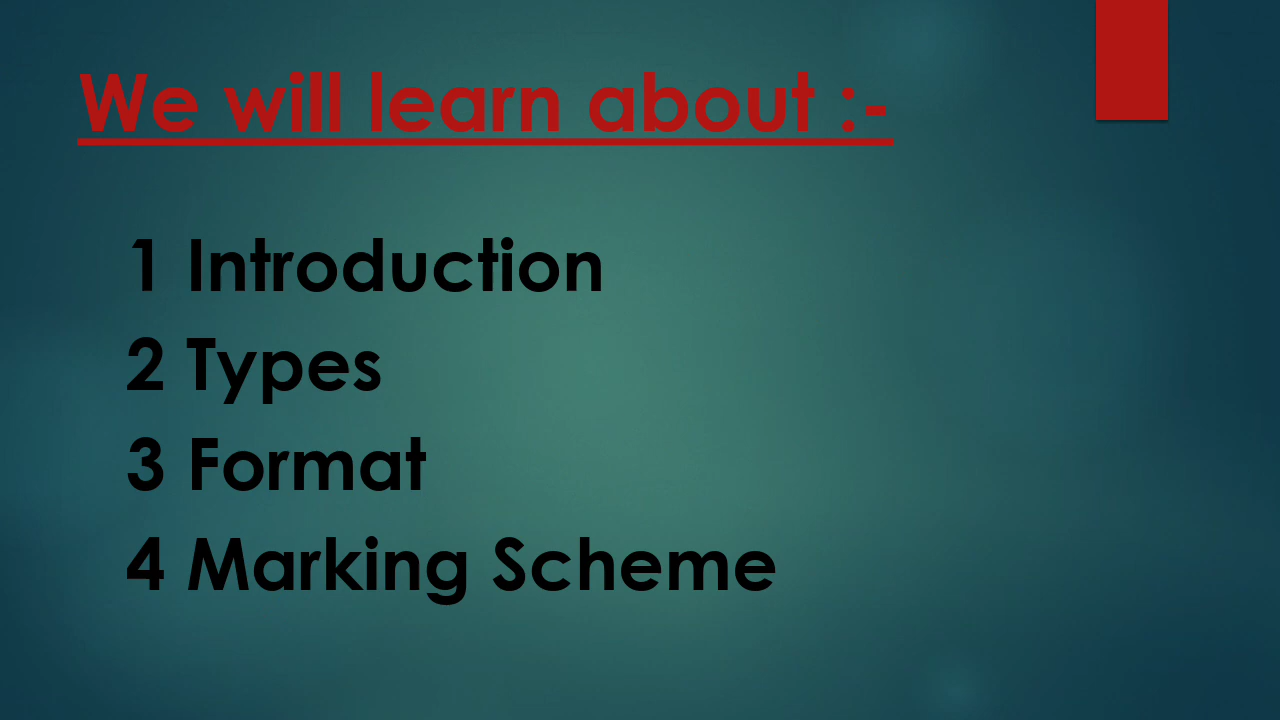 We will learn about :-
1 Introduction
2 Types
3 Format
4 Marking Scheme